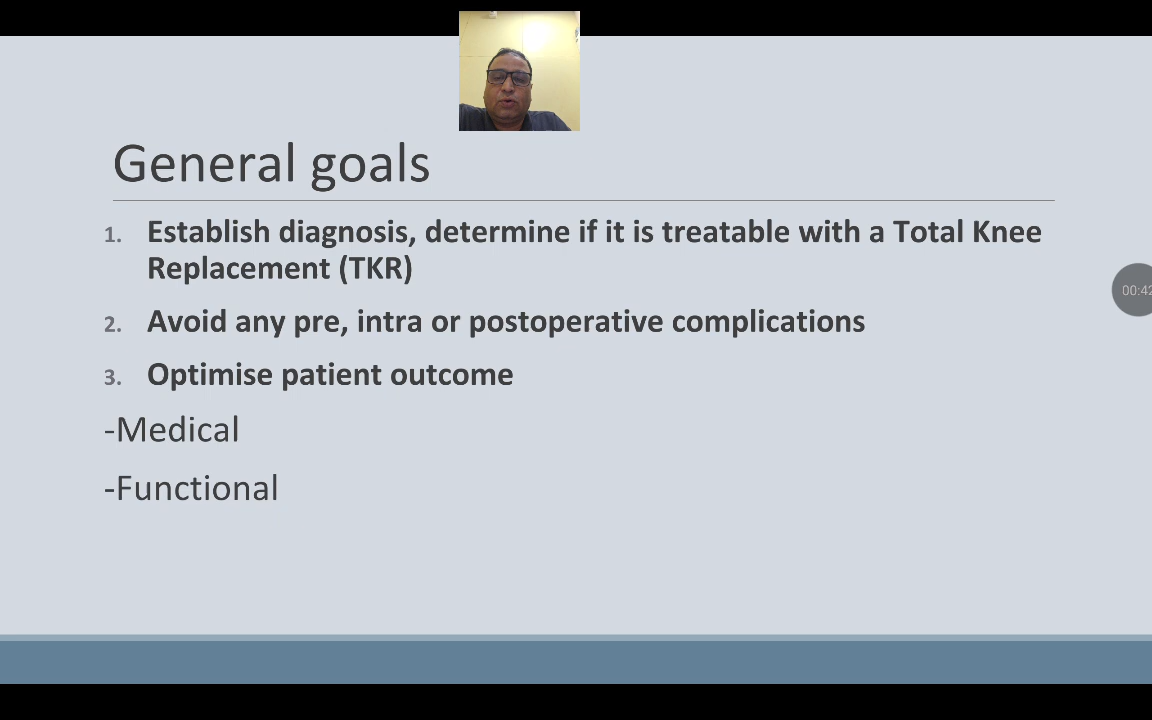 General goals
1. Establish diagnosis, determine if it is treatable with a Total Knee
Replacement (TKR)
2. Avoid any pre, intra or postoperative complications
3. Optimise patient outcome
-Medical
-Functional
00:42